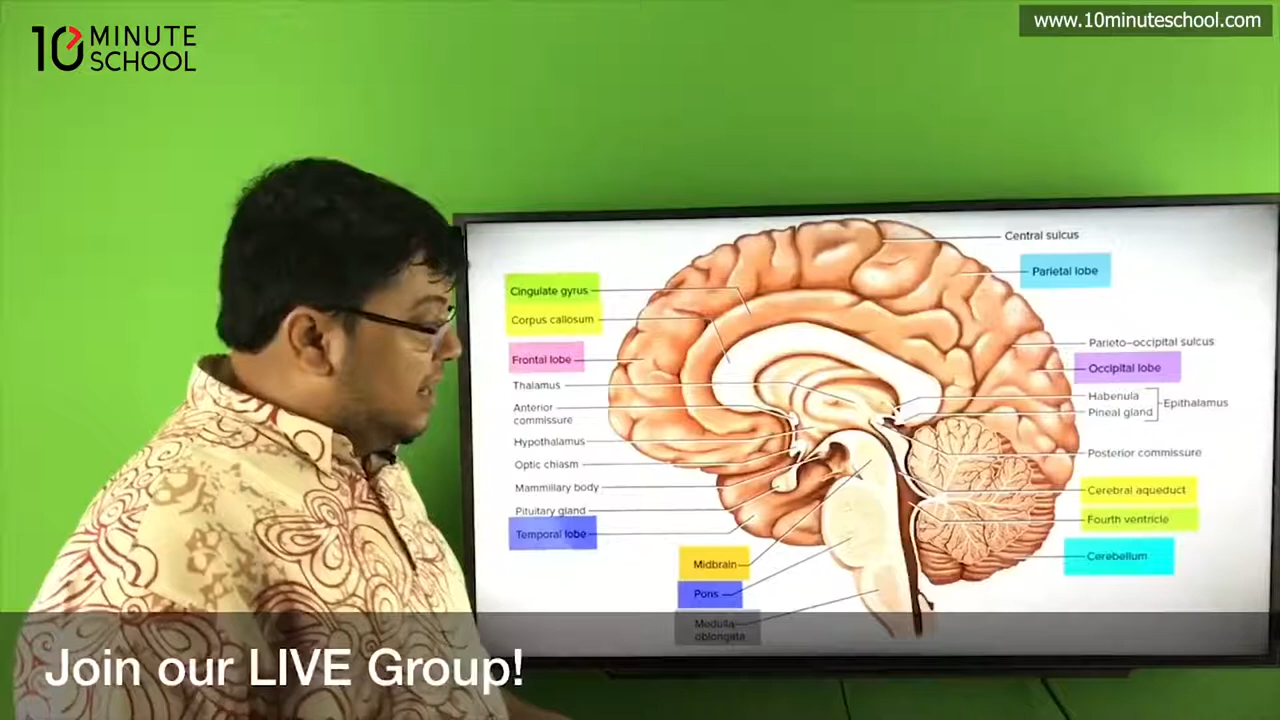 10 MINUTE
SCHOOL
www.10minuteschool.com
Central sulcus
Parietal lobe
Cingulate gyrus
Corpus callosum
Frontal lobe
Thalamus
Anterior
commissure
Hypothalamus
Optic chiasm
Mammillary body
Pituitary gland
Temporal lobe
Midbrain
Pons
Medulla
oblongata
Parieto-occipital sulcus
Occipital lobe
Habenula
Pineal gland
Epithalamus
Posterior commissure
Cerebral aqueduct
Fourth ventricle
Cerebellum
Join our LIVE Group!